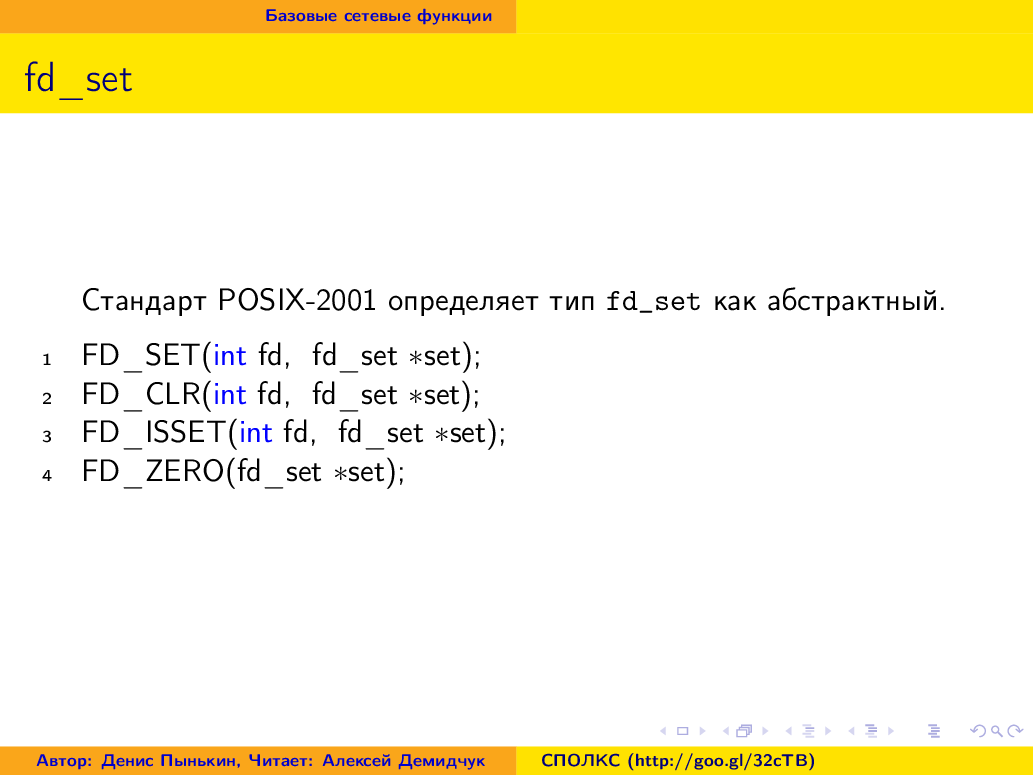 Базовые сетевые функции
fd_set
Стандарт POSIX-2001 определяет тип fd_set как абстрактный.
1 FD_SET(int fd, fd_set *set);
2 FD_CLR(int fd, fd_set *set);
3 FD_ISSET(int fd, fd_set *set);
4 FD_ZERO(fd_set *set);
Автор: Денис Пынькин, Читает: Алексей Демидчук
СПОЛКС (http://goo.gl/32cTB)